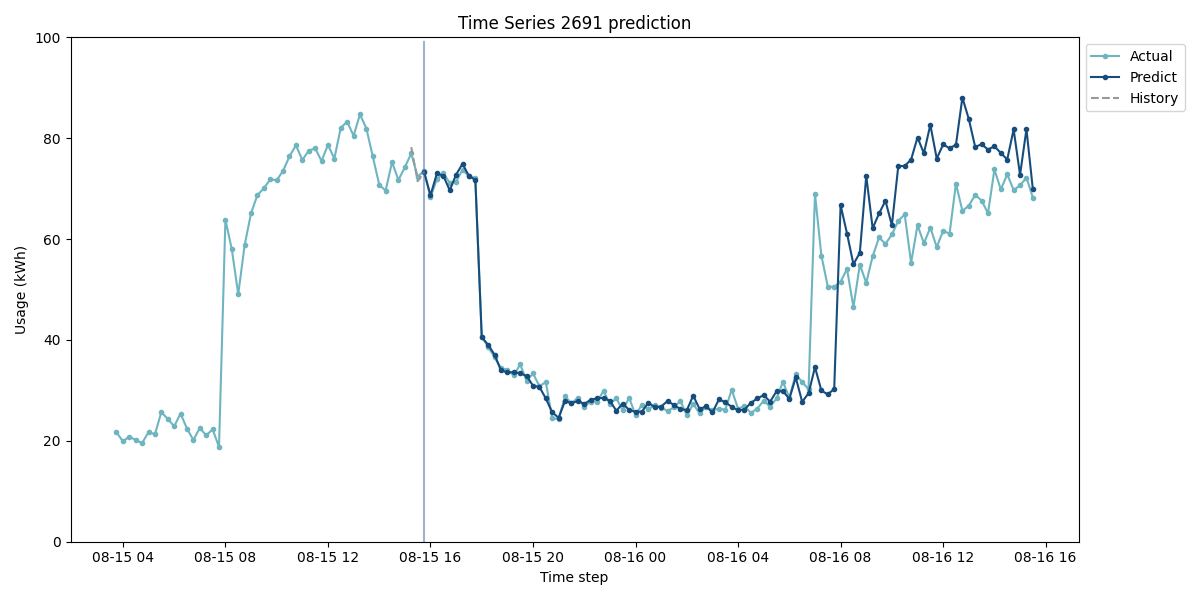 Time Series 2691 prediction
Actual
Predict
History
Usage (kWh)
100
80
60
40
20
0
08-15 04
08-15 08
08-15 12
08-15 16
08-15 20
08-16 00
08-16 04
08-16 08
08-16 12
08-16 16
Time step